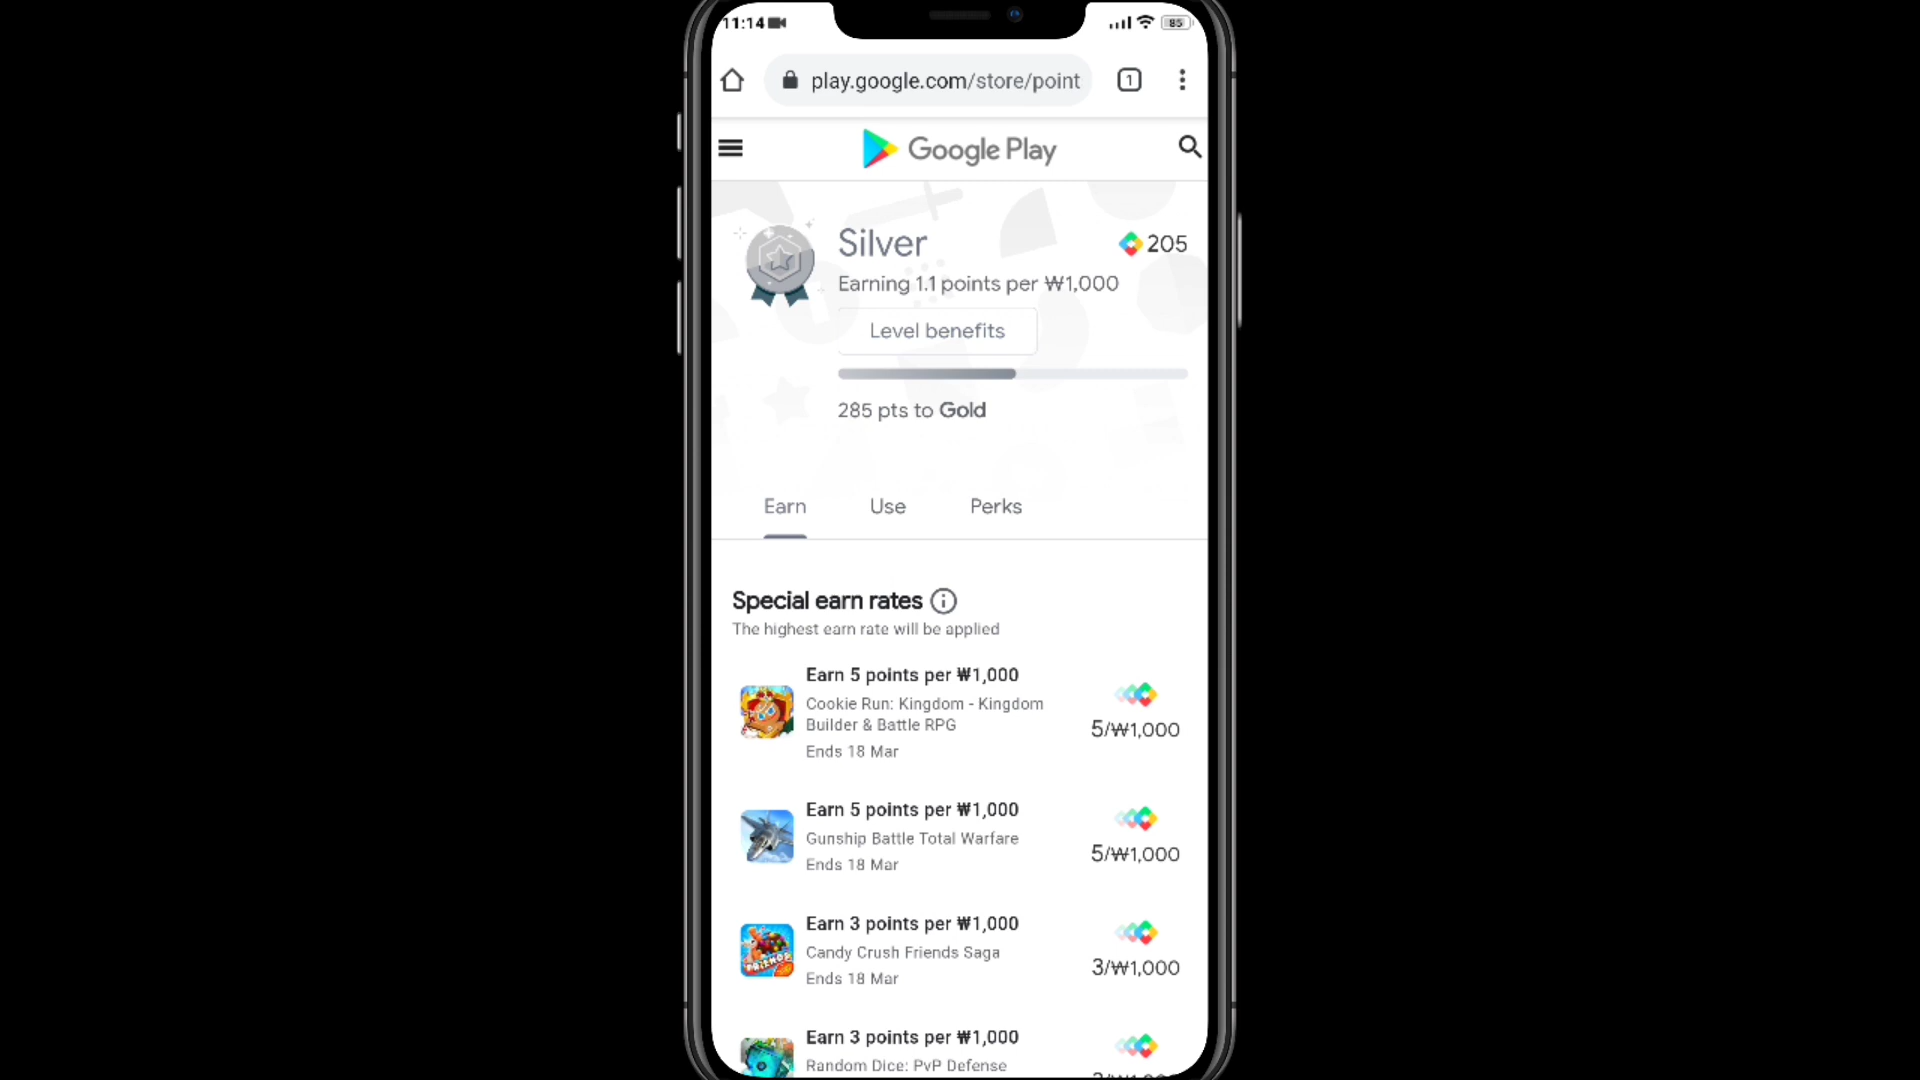 11:14
85
play.google.com/store/point
1
Google Play
Silver
205
Earning 1.1 points per ₩1,000
Level benefits
285 pts to Gold
Earn Use Perks
Special earn rates
The highest earn rate will be applied
Earn 5 points per ₩1,000
Cookie Run: Kingdom - Kingdom
Builder & Battle RPG
Ends 18 Mar
5/₩1,000
Earn 5 points per ₩1,000
Gunship Battle Total Warfare
Ends 18 Mar
5/₩1,000
Earn 3 points per ₩1,000
Candy Crush Friends Saga
Ends 18 Mar
3/₩1,000
Earn 3 points per ₩1,000
Random Dice: PvP Defense